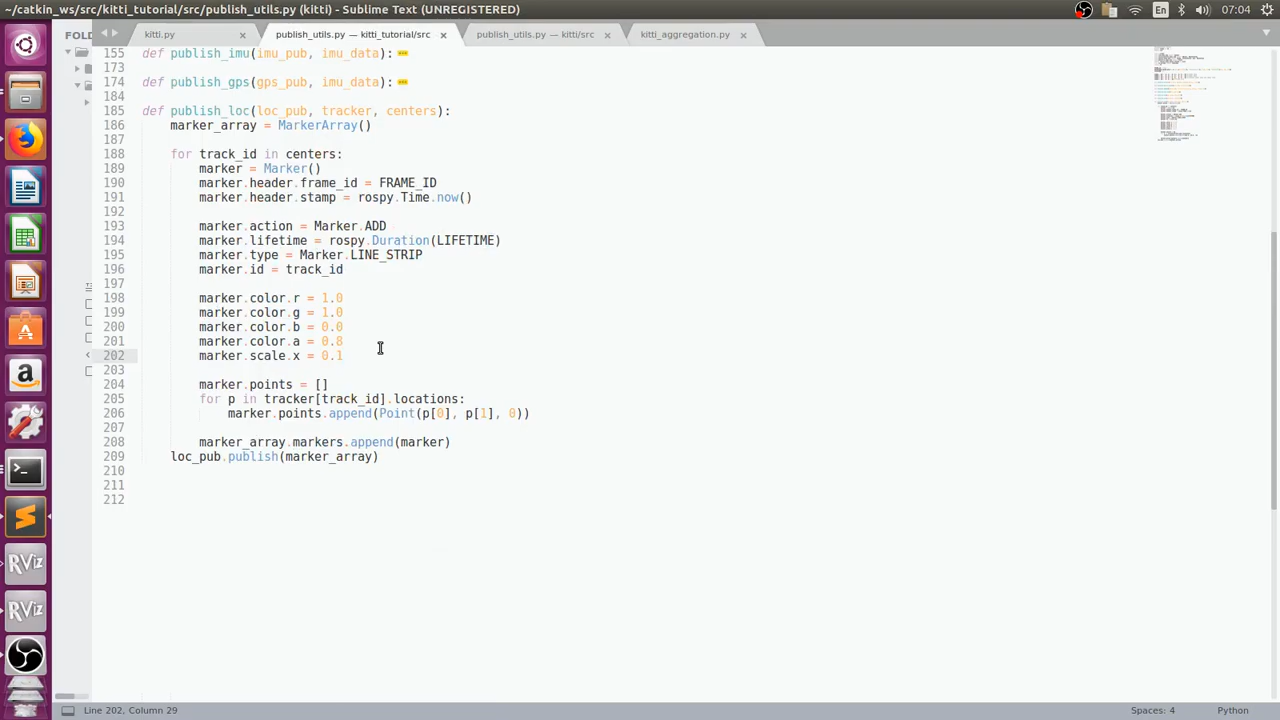 ~/catkin_ws/src/kitti_tutorial/src/publish_utils.py (kitti) - Sublime Text (UNREGISTERED)
En
07:04
FOLD
kitti.py
publish_utils.py — kitti_tutorial/src
publish_utils.py — kitti/src
kitti_aggregation.py
155 def publish_imu(imu_pub, imu_data):
173
174 def publish_gps(gps_pub, imu_data):
184
185 def publish_loc(loc_pub, tracker, centers):
186     marker_array = MarkerArray()
187
188     for track_id in centers:
189         marker = Marker()
190         marker.header.frame_id = FRAME_ID
191         marker.header.stamp = rospy.Time.now()
192
193         marker.action = Marker.ADD
194         marker.lifetime = rospy.Duration(LIFETIME)
195         marker.type = Marker.LINE_STRIP
196         marker.id = track_id
197
198         marker.color.r = 1.0
199         marker.color.g = 1.0
200         marker.color.b = 0.0
201         marker.color.a = 0.8
202         marker.scale.x = 0.1
203
204         marker.points = []
205         for p in tracker[track_id].locations:
206             marker.points.append(Point(p[0], p[1], 0))
207
208         marker_array.markers.append(marker)
209     loc_pub.publish(marker_array)
210
211
212
RViz
RViz
Line 202, Column 29
Spaces: 4
Python